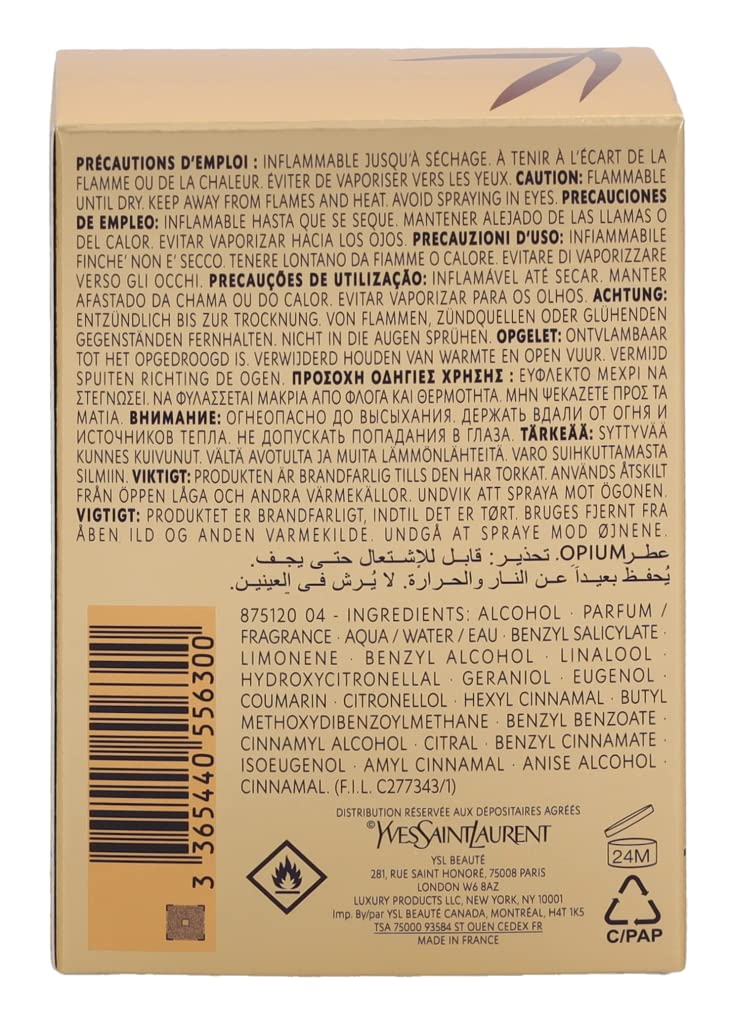 PRÉCAUTIONS D'EMPLOI : INFLAMMABLE JUSQU'À SÉCHAGE. À TENIR À L'ÉCART DE LA
FLAMME OU DE LA CHALEUR. ÉVITER DE VAPORISER VERS LES YEUX. CAUTION: FLAMMABLE
UNTIL DRY. KEEP AWAY FROM FLAMES AND HEAT. AVOID SPRAYING IN EYES. PRECAUCIONES
DE EMPLEO: INFLAMABLE HASTA QUE SE SEQUE. MANTENER ALEJADO DE LAS LLAMAS O
DEL CALOR. EVITAR VAPORIZAR HACIA LOS OJOS. PRECAUZIONI D'USO: INFIAMMABILE
FINCHE' NON E' SECCO. TENERE LONTANO DA FIAMME O CALORE. EVITARE DI VAPORIZZARE
VERSO GLI OCCHI. PRECAUÇÕES DE UTILIZAÇÃO: INFLAMÁVEL ATÉ SECAR. MANTER
AFASTADO DA CHAMA OU DO CALOR. EVITAR VAPORIZAR PARA OS OLHOS. ACHTUNG:
ENTZÜNDLICH BIS ZUR TROCKNUNG. VON FLAMMEN, ZÜNDQUELLEN ODER GLÜHENDEN
GEGENSTÄNDEN FERNHALTEN. NICHT IN DIE AUGEN SPRÜHEN. OPGELET: ONTVLAMBAAR
TOT HET OPGEDROOGD IS. VERWIJDERD HOUDEN VAN WARMTE EN OPEN VUUR. VERMIJD
SPUITEN RICHTING DE OGEN. ΠΡΟΣΟΧΗ ΟΔΗΓΙΕΣ ΧΡΗΣΗΣ : ΕΥΦΛΕΚΤΟ ΜΕΧΡΙ ΝΑ
ΣΤΕΓΝΩΣΕΙ. ΝΑ ΦΥΛΑΣΣΕΤΑΙ ΜΑΚΡΙΑ ΑΠΟ ΦΛΟΓΑ ΚΑΙ ΘΕΡΜΟΤΗΤΑ. ΜΗΝ ΨΕΚΑΖΕΤΕ ΠΡΟΣ ΤΑ
ΜΑΤΙΑ. ВНИМАНИЕ: ОГНЕОПАСНО ДО ВЫСЫХАНИЯ. ДЕРЖАТЬ ВДАЛИ ОТ ОГНЯ И
ИСТОЧНИКОВ ТЕПЛА. НЕ ДОПУСКАТЬ ПОПАДАНИЯ В ГЛАЗА. TÄRKEÄÄ: SYTTYVÄÄ
KUNNES KUIVUNUT. VÄLTÄ AVOTULTA JA MUITA LÄMMÖNLÄHTEITÄ. VARO SUIHKUTTAMASTA
SILMIIN. VIKTIGT: PRODUKTEN ÄR BRANDFARLIG TILLS DEN HAR TORKAT. ANVÄNDS ÅTSKILT
FRÅN ÖPPEN LÅGA OCH ANDRA VÄRMEKÄLLOR. UNDVIK ATT SPRAYA MOT ÖGONEN.
VIGTIGT: PRODUKTET ER BRANDFARLIGT, INDTIL DET ER TØRT. BRUGES FJERNT FRA
ÅBEN ILD OG ANDEN VARMEKILDE. UNDGÅ AT SPRAYE MOD ØJNENE.
عطر OPIUM. تحذير: قابل للإشتعال حتى يجف.
يُحفظ بعيداً عن النار والحرارة. لا يُرش في العينين.
875120 04 - INGREDIENTS: ALCOHOL · PARFUM /
FRAGRANCE · AQUA / WATER / EAU · BENZYL SALICYLATE ·
LIMONENE · BENZYL ALCOHOL · LINALOOL ·
HYDROXYCITRONELLAL · GERANIOL · EUGENOL ·
COUMARIN · CITRONELLOL · HEXYL CINNAMAL · BUTYL
METHOXYDIBENZOYLMETHANE · BENZYL BENZOATE ·
CINNAMYL ALCOHOL · CITRAL · BENZYL CINNAMATE ·
ISOEUGENOL · AMYL CINNAMAL · ANISE ALCOHOL ·
CINNAMAL. (F.I.L. C277343/1)
3 365440 556300
DISTRIBUTION RÉSERVÉE AUX DÉPOSITAIRES AGRÉÉS
©YVESSAINTLAURENT
YSL BEAUTÉ
281, RUE SAINT HONORÉ, 75008 PARIS
LONDON W6 8AZ
LUXURY PRODUCTS LLC, NEW YORK, NY 10001
Imp. By/par YSL BEAUTÉ CANADA, MONTRÉAL, H4T 1K5
TSA 75000 93584 ST OUEN CEDEX FR
MADE IN FRANCE
24M
C/PAP